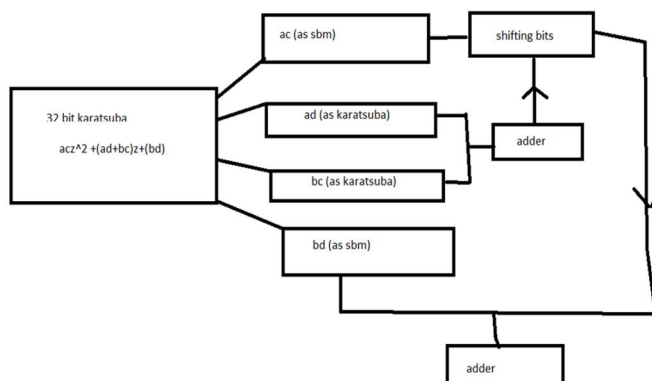 ac (as sbm)
shifting bits
32 bit karatsuba
acz^2 +(ad+bc)z+(bd)
ad (as karatsuba)
adder
bc (as karatsuba)
bd (as sbm)
adder